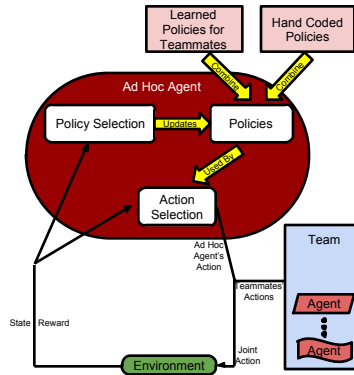 Learned
Policies for
Teammates
Hand Coded
Policies
Combine
Combine
Ad Hoc Agent
Policy Selection
Updates
Policies
Used By
Action
Selection
Ad Hoc
Agent's
Action
Team
Teammates'
Actions
Agent
Agent
State
Reward
Joint
Action
Environment